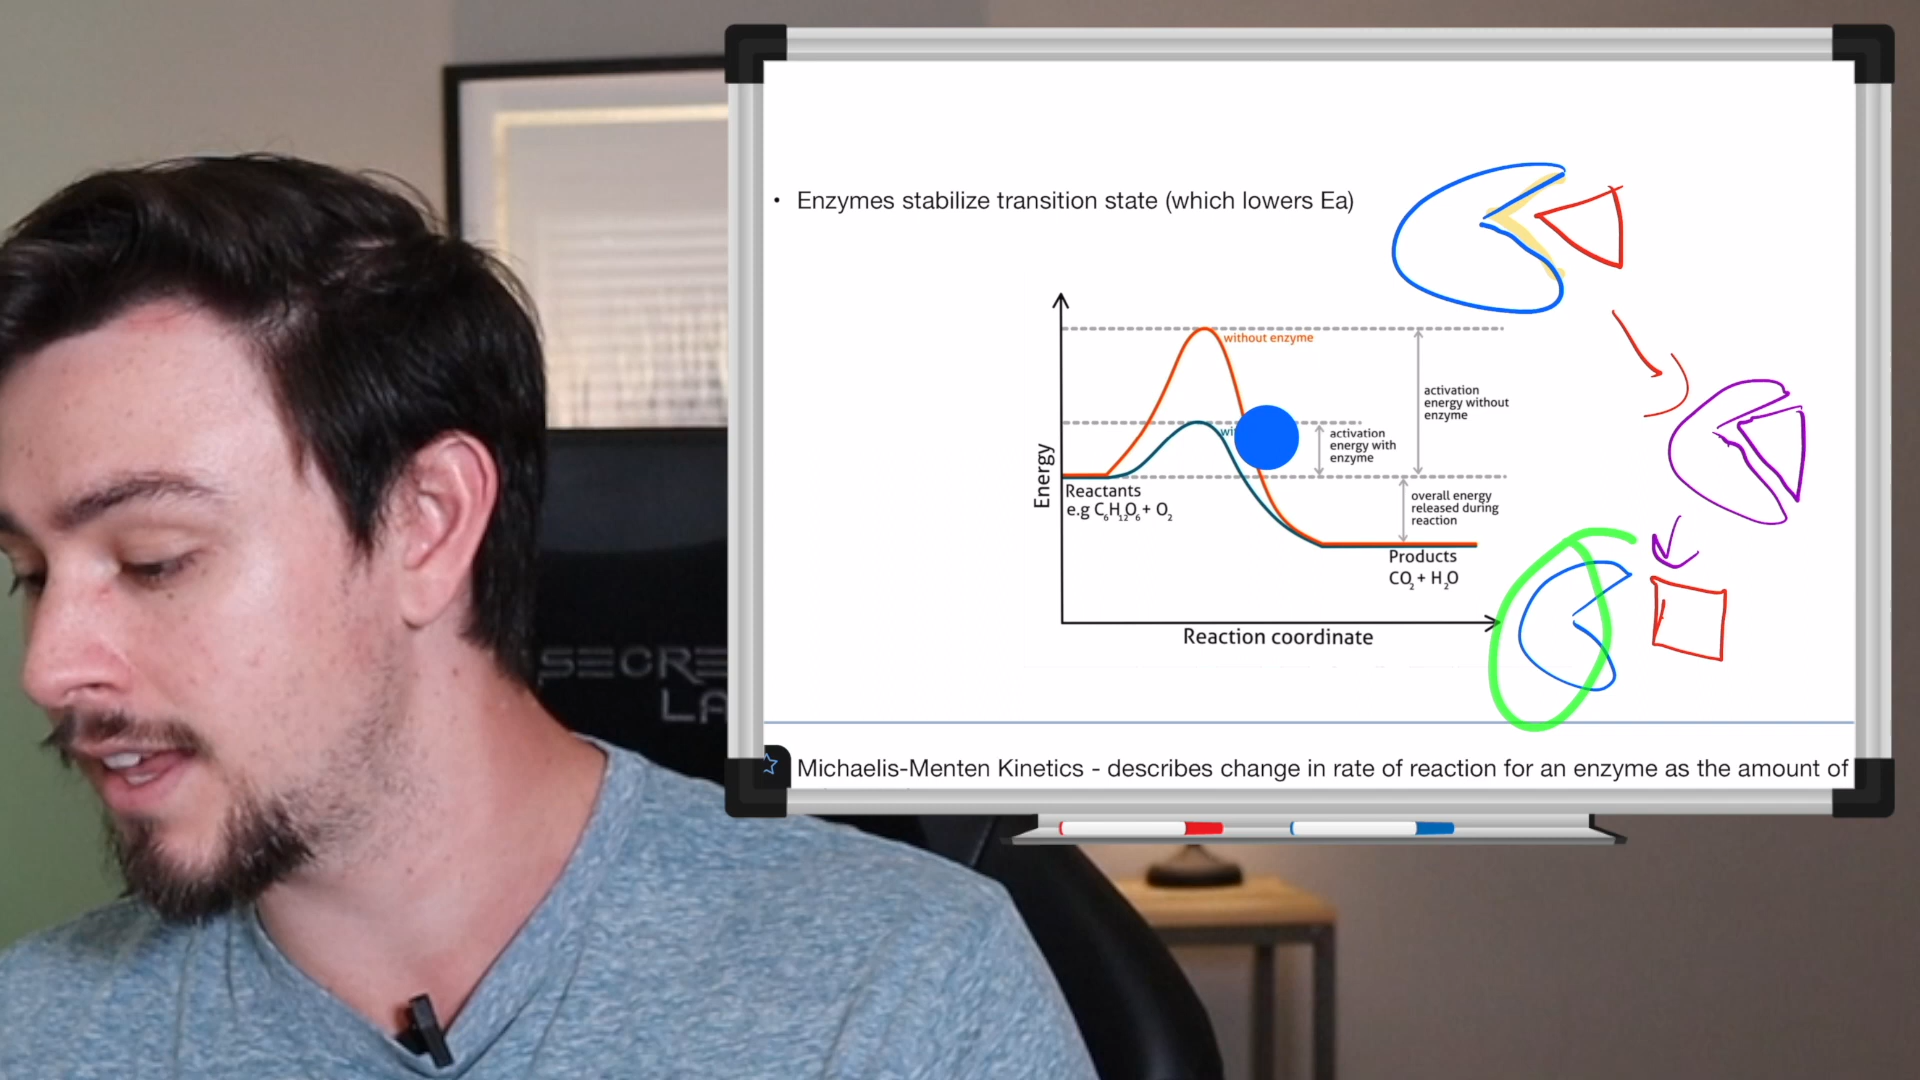 • Enzymes stabilize transition state (which lowers Ea)
without enzyme
activation
energy without
enzyme
activation
energy with
enzyme
Energy
Reactants
e.g C₆H₁₂O₆ + O₂
overall energy
released during
reaction
Products
CO₂ + H₂O
Reaction coordinate
Michaelis-Menten Kinetics - describes change in rate of reaction for an enzyme as the amount of